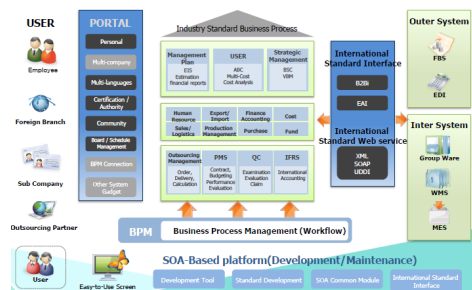 USER
Employee
Foreign Branch
Sub Company
Outsourcing Partner
PORTAL
Personal
Multi-company
Multi-languages
Certification /
Authority
Community
Board / Schedule
Management
BPM Connection
Other System
Gadget
Industry Standard Business Process
Management
Plan
EIS
Estimation
financial reports
USER
ABC
Multi-Cost
Cost Analysis
Strategic
Management
BSC
VBM
Human
Resource
Export/
Import
Finance
Accounting
Cost
Sales/
Logistics
Production
Management
Purchase
Fund
Outsourcing
Management
Order,
Delivery,
Calculation
PMS
Contract,
Budgeting
Performance
Evaluation
QC
Examination
Evaluation
Claim
IFRS
International
Accounting
BPM
Business Process Management (Workflow)
International
Standard Interface
B2Bi
EAI
International
Standard Web service
XML
SOAP
UDDI
Outer System
FBS
EDI
Inter System
Group Ware
WMS
MES
User
Easy-to-Use Screen
SOA-Based platform(Development/Maintenance)
Development Tool
Standard Development
SOA Common Module
International Standard
Interface